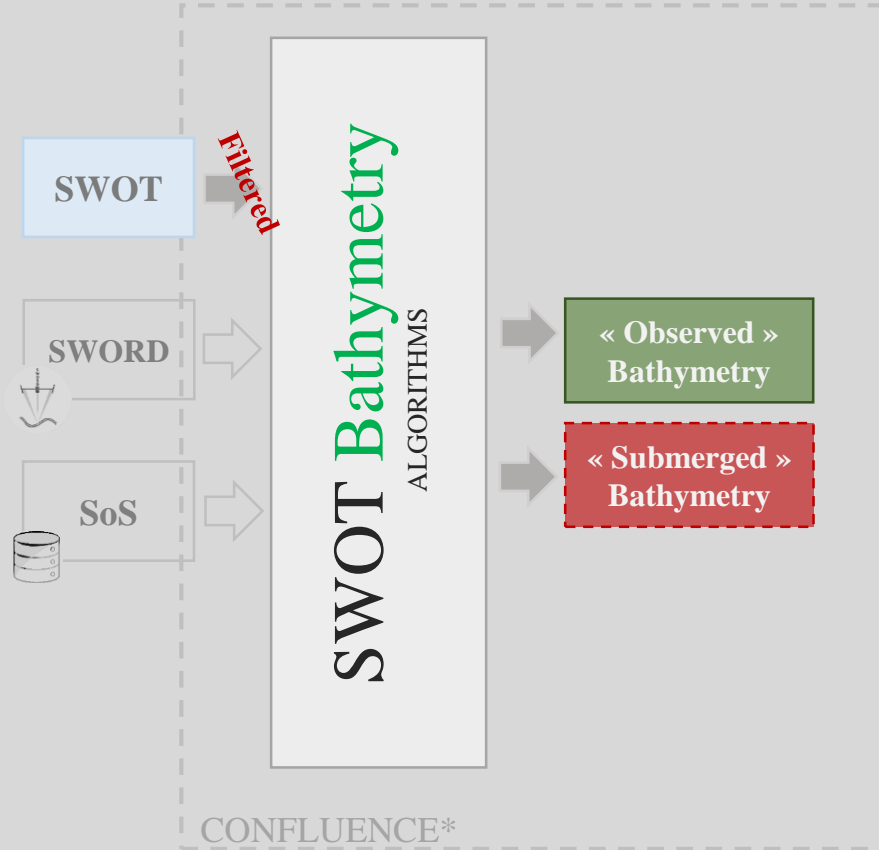 SWOT
Filtered
SWORD
SoS
SWOT Bathymetry
ALGORITHMS
« Observed »
Bathymetry
« Submerged »
Bathymetry
CONFLUENCE*